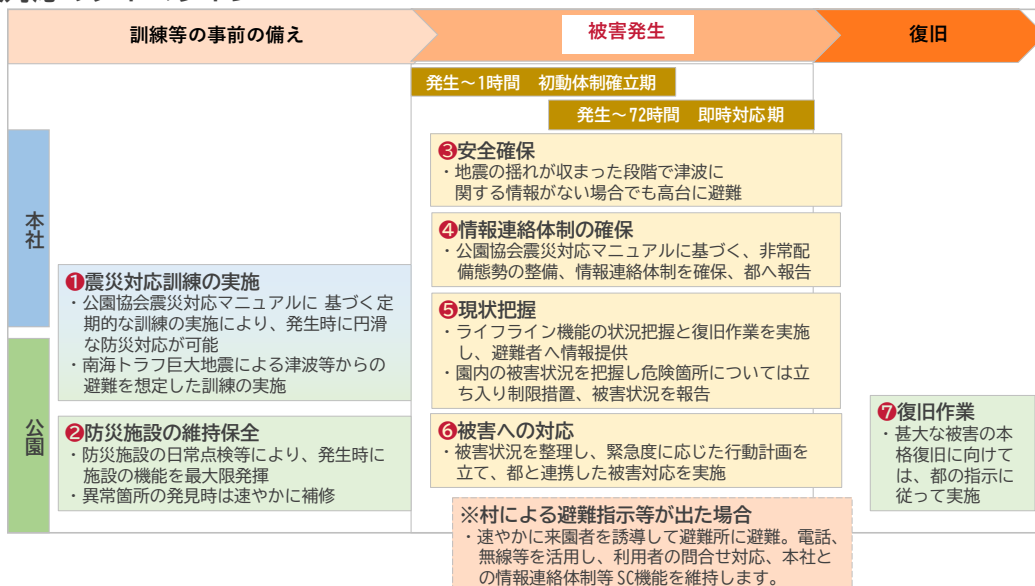 訓練等の事前の備え
被害発生
復旧
発生～1時間　初動体制確立期
発生～72時間　即時対応期
本社
公園
❶震災対応訓練の実施
・公園協会震災対応マニュアルに 基づく定
期的な訓練の実施により、発生時に円滑
な防災対応が可能
・南海トラフ巨大地震による津波等からの
避難を想定した訓練の実施
❷防災施設の維持保全
・防災施設の日常点検等により、発生時に
施設の機能を最大限発揮
・異常箇所の発見時は速やかに補修
❸安全確保
・地震の揺れが収まった段階で津波に
関する情報がない場合でも高台に避難
❹情報連絡体制の確保
・公園協会震災対応マニュアルに基づく、非常配
備態勢の整備、情報連絡体制を確保、都へ報告
❺現状把握
・ライフライン機能の状況把握と復旧作業を実施
し、避難者へ情報提供
・園内の被害状況を把握し危険箇所については立
ち入り制限措置、被害状況を報告
❻被害への対応
・被害状況を整理し、緊急度に応じた行動計画を
立て、都と連携した被害対応を実施
※村による避難指示等が出た場合
・速やかに来園者を誘導して避難所に避難。電話、
無線等を活用し、利用者の問合せ対応、本社と
の情報連絡体制等 SC機能を維持します。
❼復旧作業
・甚大な被害の本
格復旧に向けて
は、都の指示に
従って実施